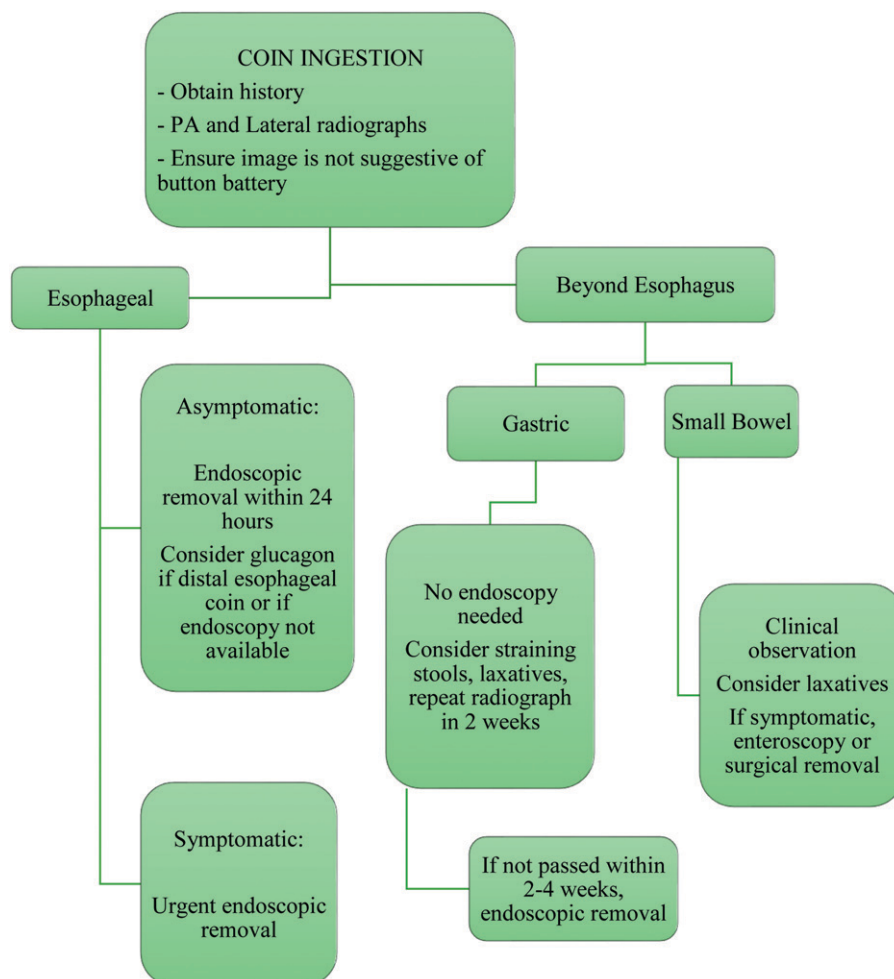 COIN INGESTION
- Obtain history
- PA and Lateral radiographs
- Ensure image is not suggestive of
button battery
Esophageal
Beyond Esophagus
Asymptomatic:
Endoscopic
removal within 24
hours
Consider glucagon
if distal esophageal
coin or if
endoscopy not
available
Symptomatic:
Urgent endoscopic
removal
Gastric
No endoscopy
needed
Consider straining
stools, laxatives,
repeat radiograph
in 2 weeks
If not passed within
2-4 weeks,
endoscopic removal
Small Bowel
Clinical
observation
Consider laxatives
If symptomatic,
enteroscopy or
surgical removal